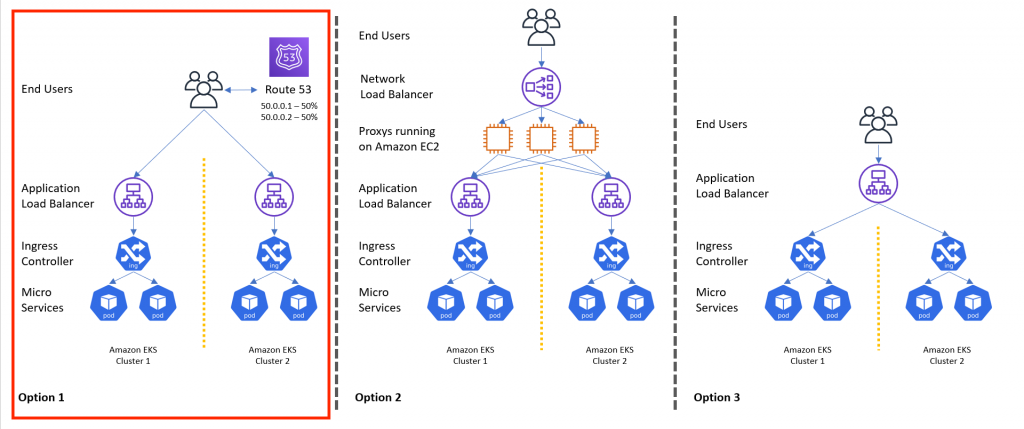 53
End Users
Route 53
50.0.0.1 – 50%
50.0.0.2 – 50%
Application
Load Balancer
Ingress
Controller
ing
ing
Micro
Services
pod
pod
pod
pod
Amazon EKS
Cluster 1
Amazon EKS
Cluster 2
Option 1
End Users
Network
Load Balancer
Proxys running
on Amazon EC2
Application
Load Balancer
Ingress
Controller
ing
ing
Micro
Services
pod
pod
pod
pod
Amazon EKS
Cluster 1
Amazon EKS
Cluster 2
Option 2
End Users
Application
Load Balancer
Ingress
Controller
ing
ing
Micro
Services
pod
pod
pod
pod
Amazon EKS
Cluster 1
Amazon EKS
Cluster 2
Option 3